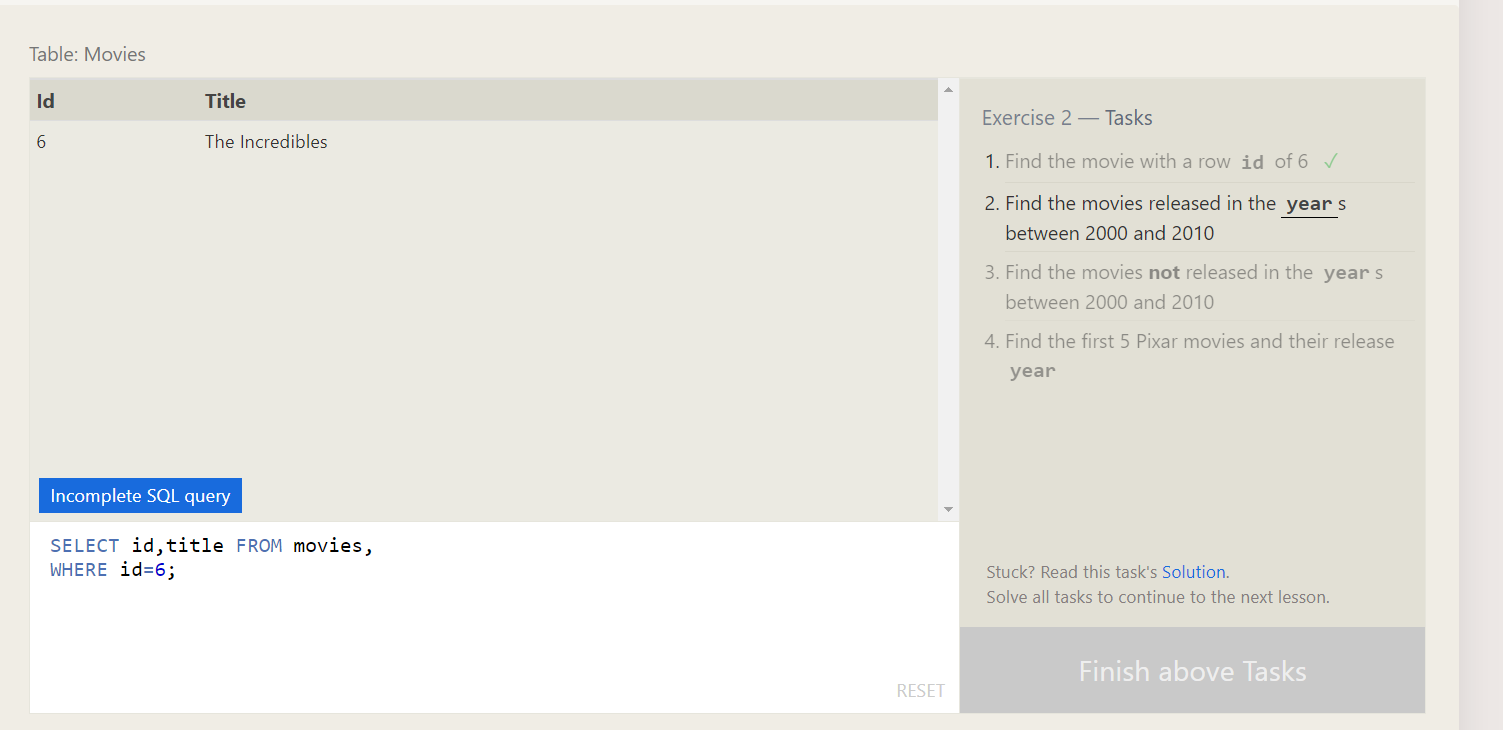 Table: Movies
Id Title
6 The Incredibles
Incomplete SQL query
SELECT id,title FROM movies,
WHERE id=6;
RESET
Exercise 2 — Tasks
1. Find the movie with a row id of 6 ✓
2. Find the movies released in the year s
between 2000 and 2010
3. Find the movies not released in the year s
between 2000 and 2010
4. Find the first 5 Pixar movies and their release
year
Stuck? Read this task's Solution.
Solve all tasks to continue to the next lesson.
Finish above Tasks